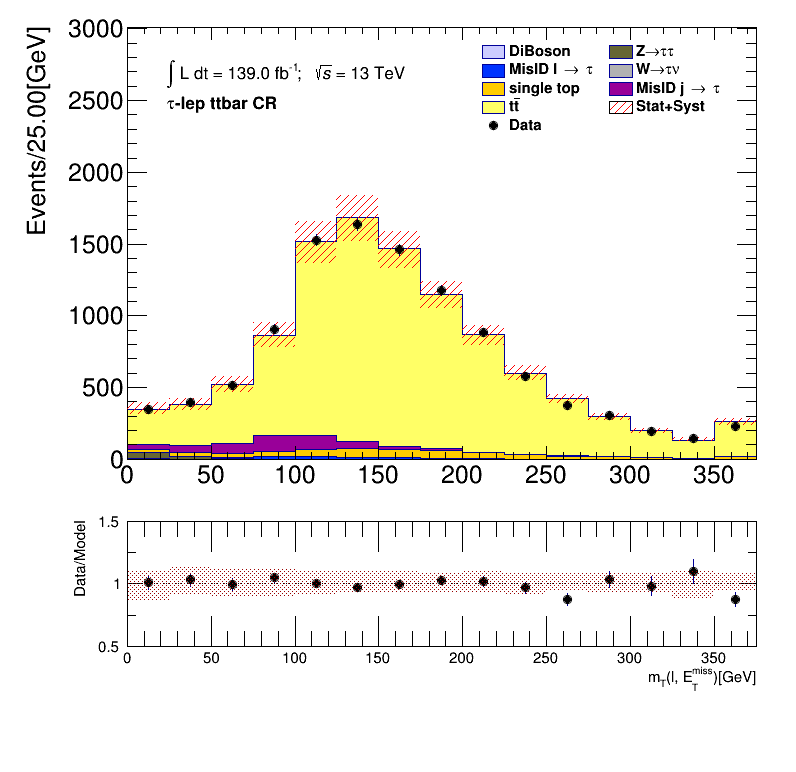 Events/25.00[GeV]
3000
2500
2000
1500
1000
500
0
∫ L dt = 139.0 fb⁻¹; √s = 13 TeV
τ-lep ttbar CR
DiBoson
MisID l → τ
single top
tt̄
Data
Z→ττ
W→τν
MisID j → τ
Stat+Syst
0 50 100 150 200 250 300 350
Data/Model
1.5
1
0.5
0 50 100 150 200 250 300 350
m_T(l, E_T^miss)[GeV]